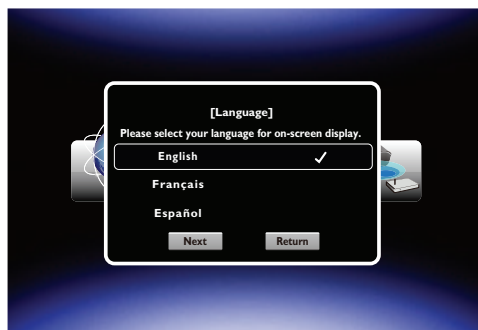 [Language]
Please select your language for on-screen display.
English
Français
Español
Next Return